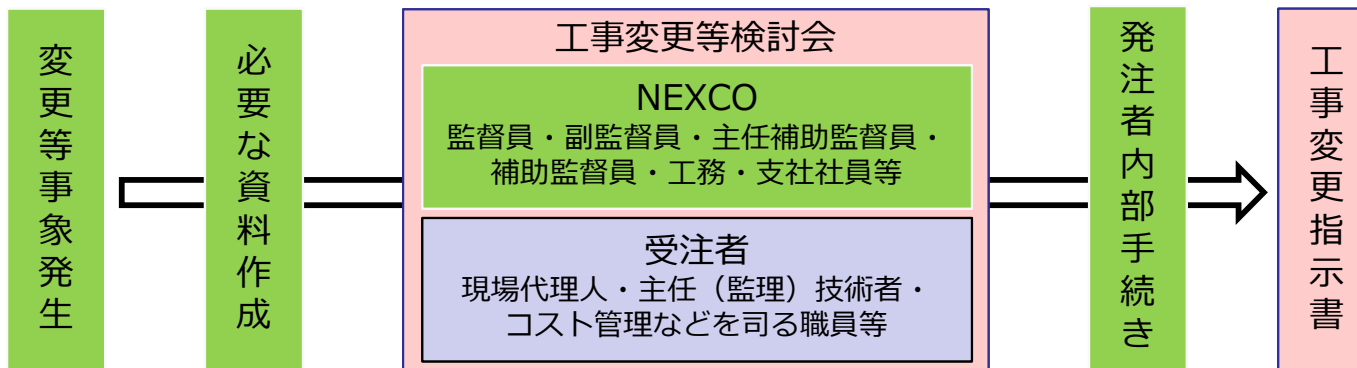 変更等事象発生
必要な資料作成
工事変更等検討会
NEXCO
監督員・副監督員・主任補助監督員・
補助監督員・工務・支社社員等
受注者
現場代理人・主任（監理）技術者・
コスト管理などを司る職員等
発注者内部手続き
工事変更指示書